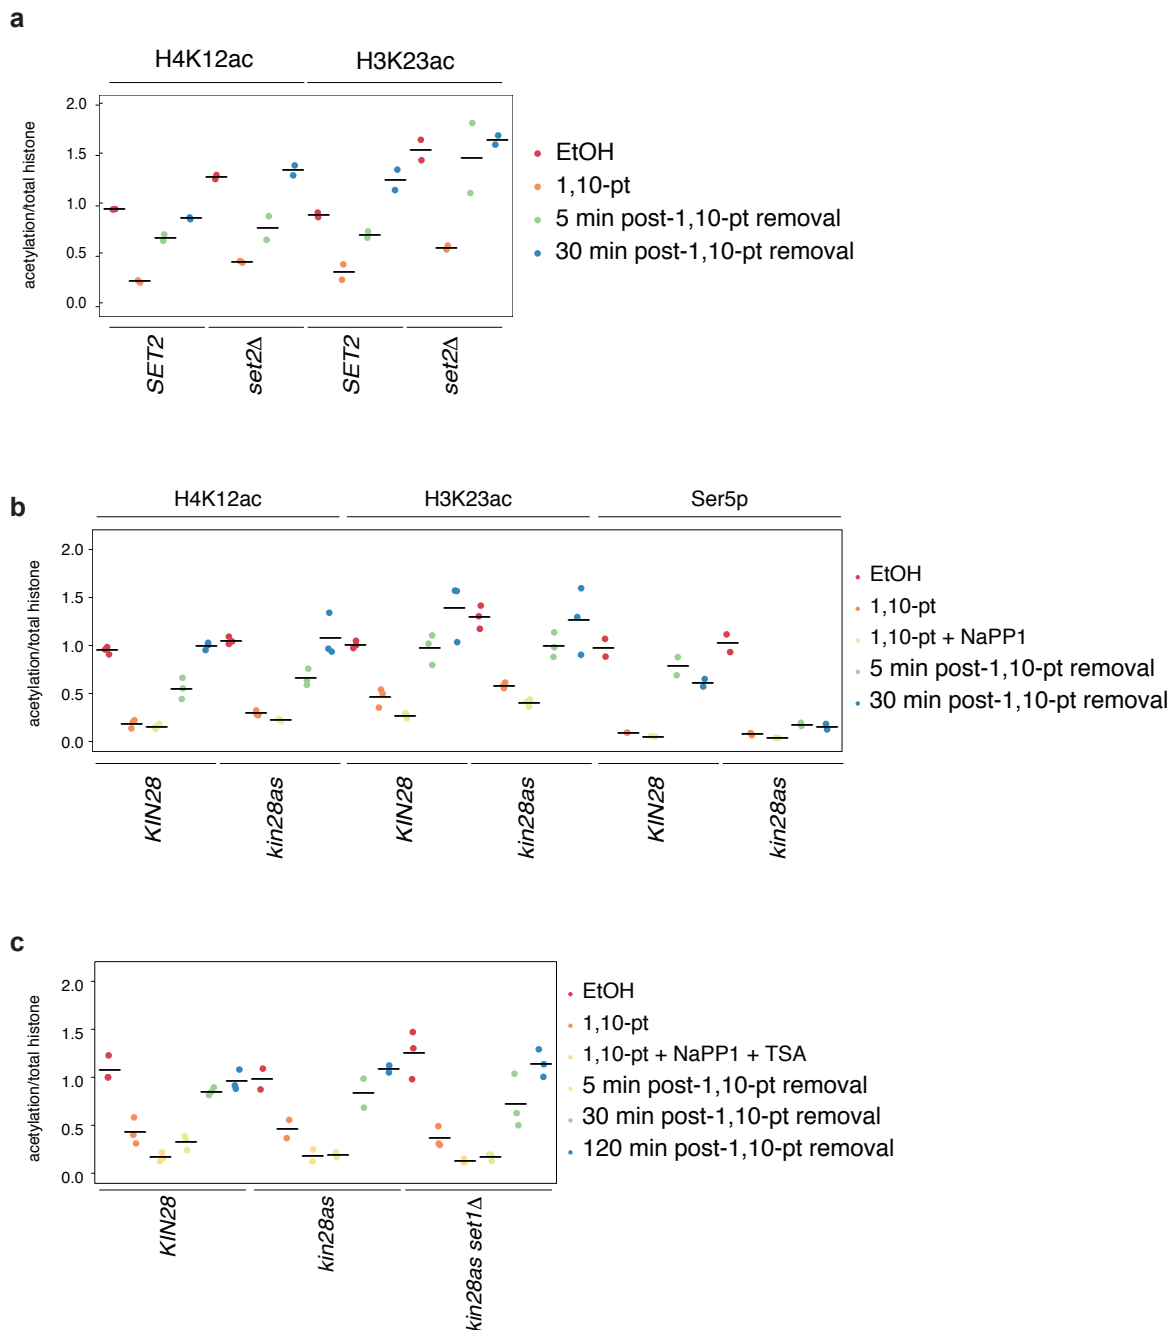 a
H4K12ac H3K23ac
acetylation/total histone
2.0
1.5
1.0
0.5
0.0
EtOH
1,10-pt
5 min post-1,10-pt removal
30 min post-1,10-pt removal
SET2 set2Δ SET2 set2Δ
b
H4K12ac H3K23ac Ser5p
acetylation/total histone
2.0
1.5
1.0
0.5
0.0
EtOH
1,10-pt
1,10-pt + NaPP1
5 min post-1,10-pt removal
30 min post-1,10-pt removal
KIN28 kin28as KIN28 kin28as KIN28 kin28as
c
acetylation/total histone
2.0
1.5
1.0
0.5
0.0
EtOH
1,10-pt
1,10-pt + NaPP1 + TSA
5 min post-1,10-pt removal
30 min post-1,10-pt removal
120 min post-1,10-pt removal
KIN28 kin28as kin28as set1Δ